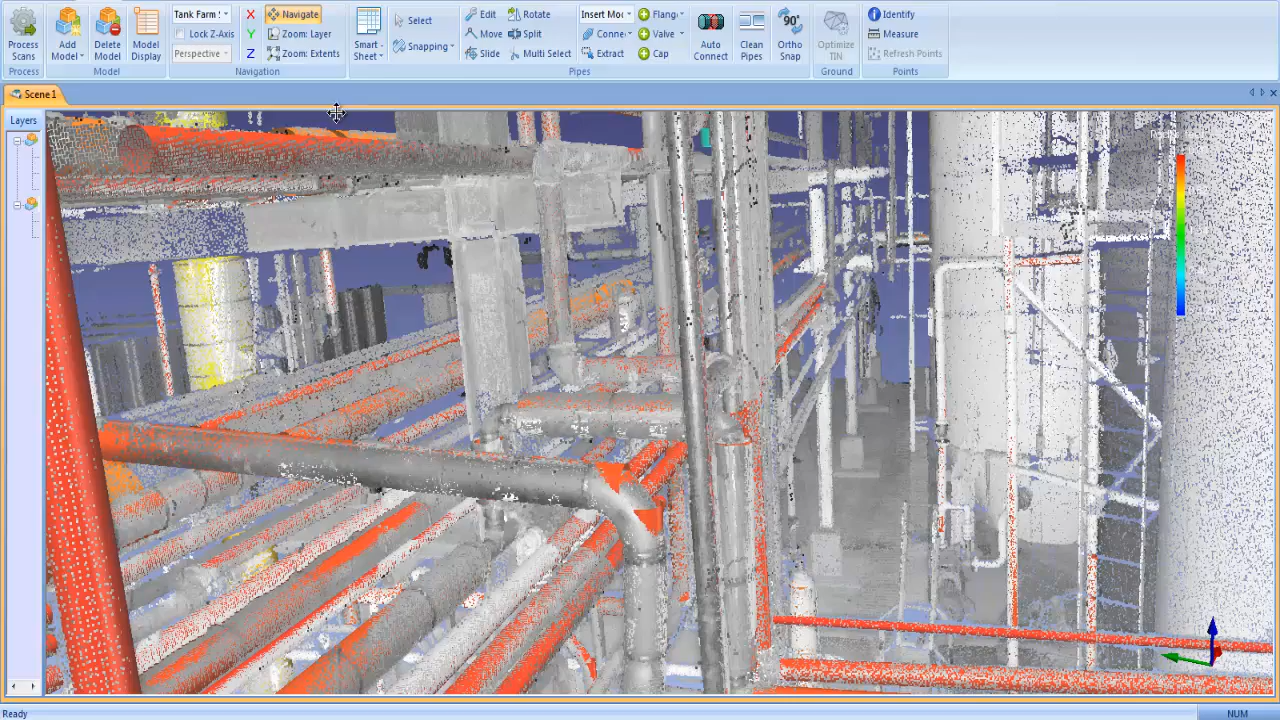 Process Scans
Process
Add Model
Delete Model
Model Display
Model
Tank Farm
Lock Z-Axis
Perspective
X
Y
Z
Navigate
Zoom: Layer
Zoom: Extents
Navigation
Smart Sheet
Select
Snapping
Edit
Move
Slide
Rotate
Split
Multi Select
Insert Mod
Conne
Extract
Flang
Valve
Cap
Auto Connect
Clean Pipes
90°
Ortho Snap
Pipes
Optimize TIN
Ground
Identify
Measure
Refresh Points
Points
Scene1
Layers
Ready
NUM